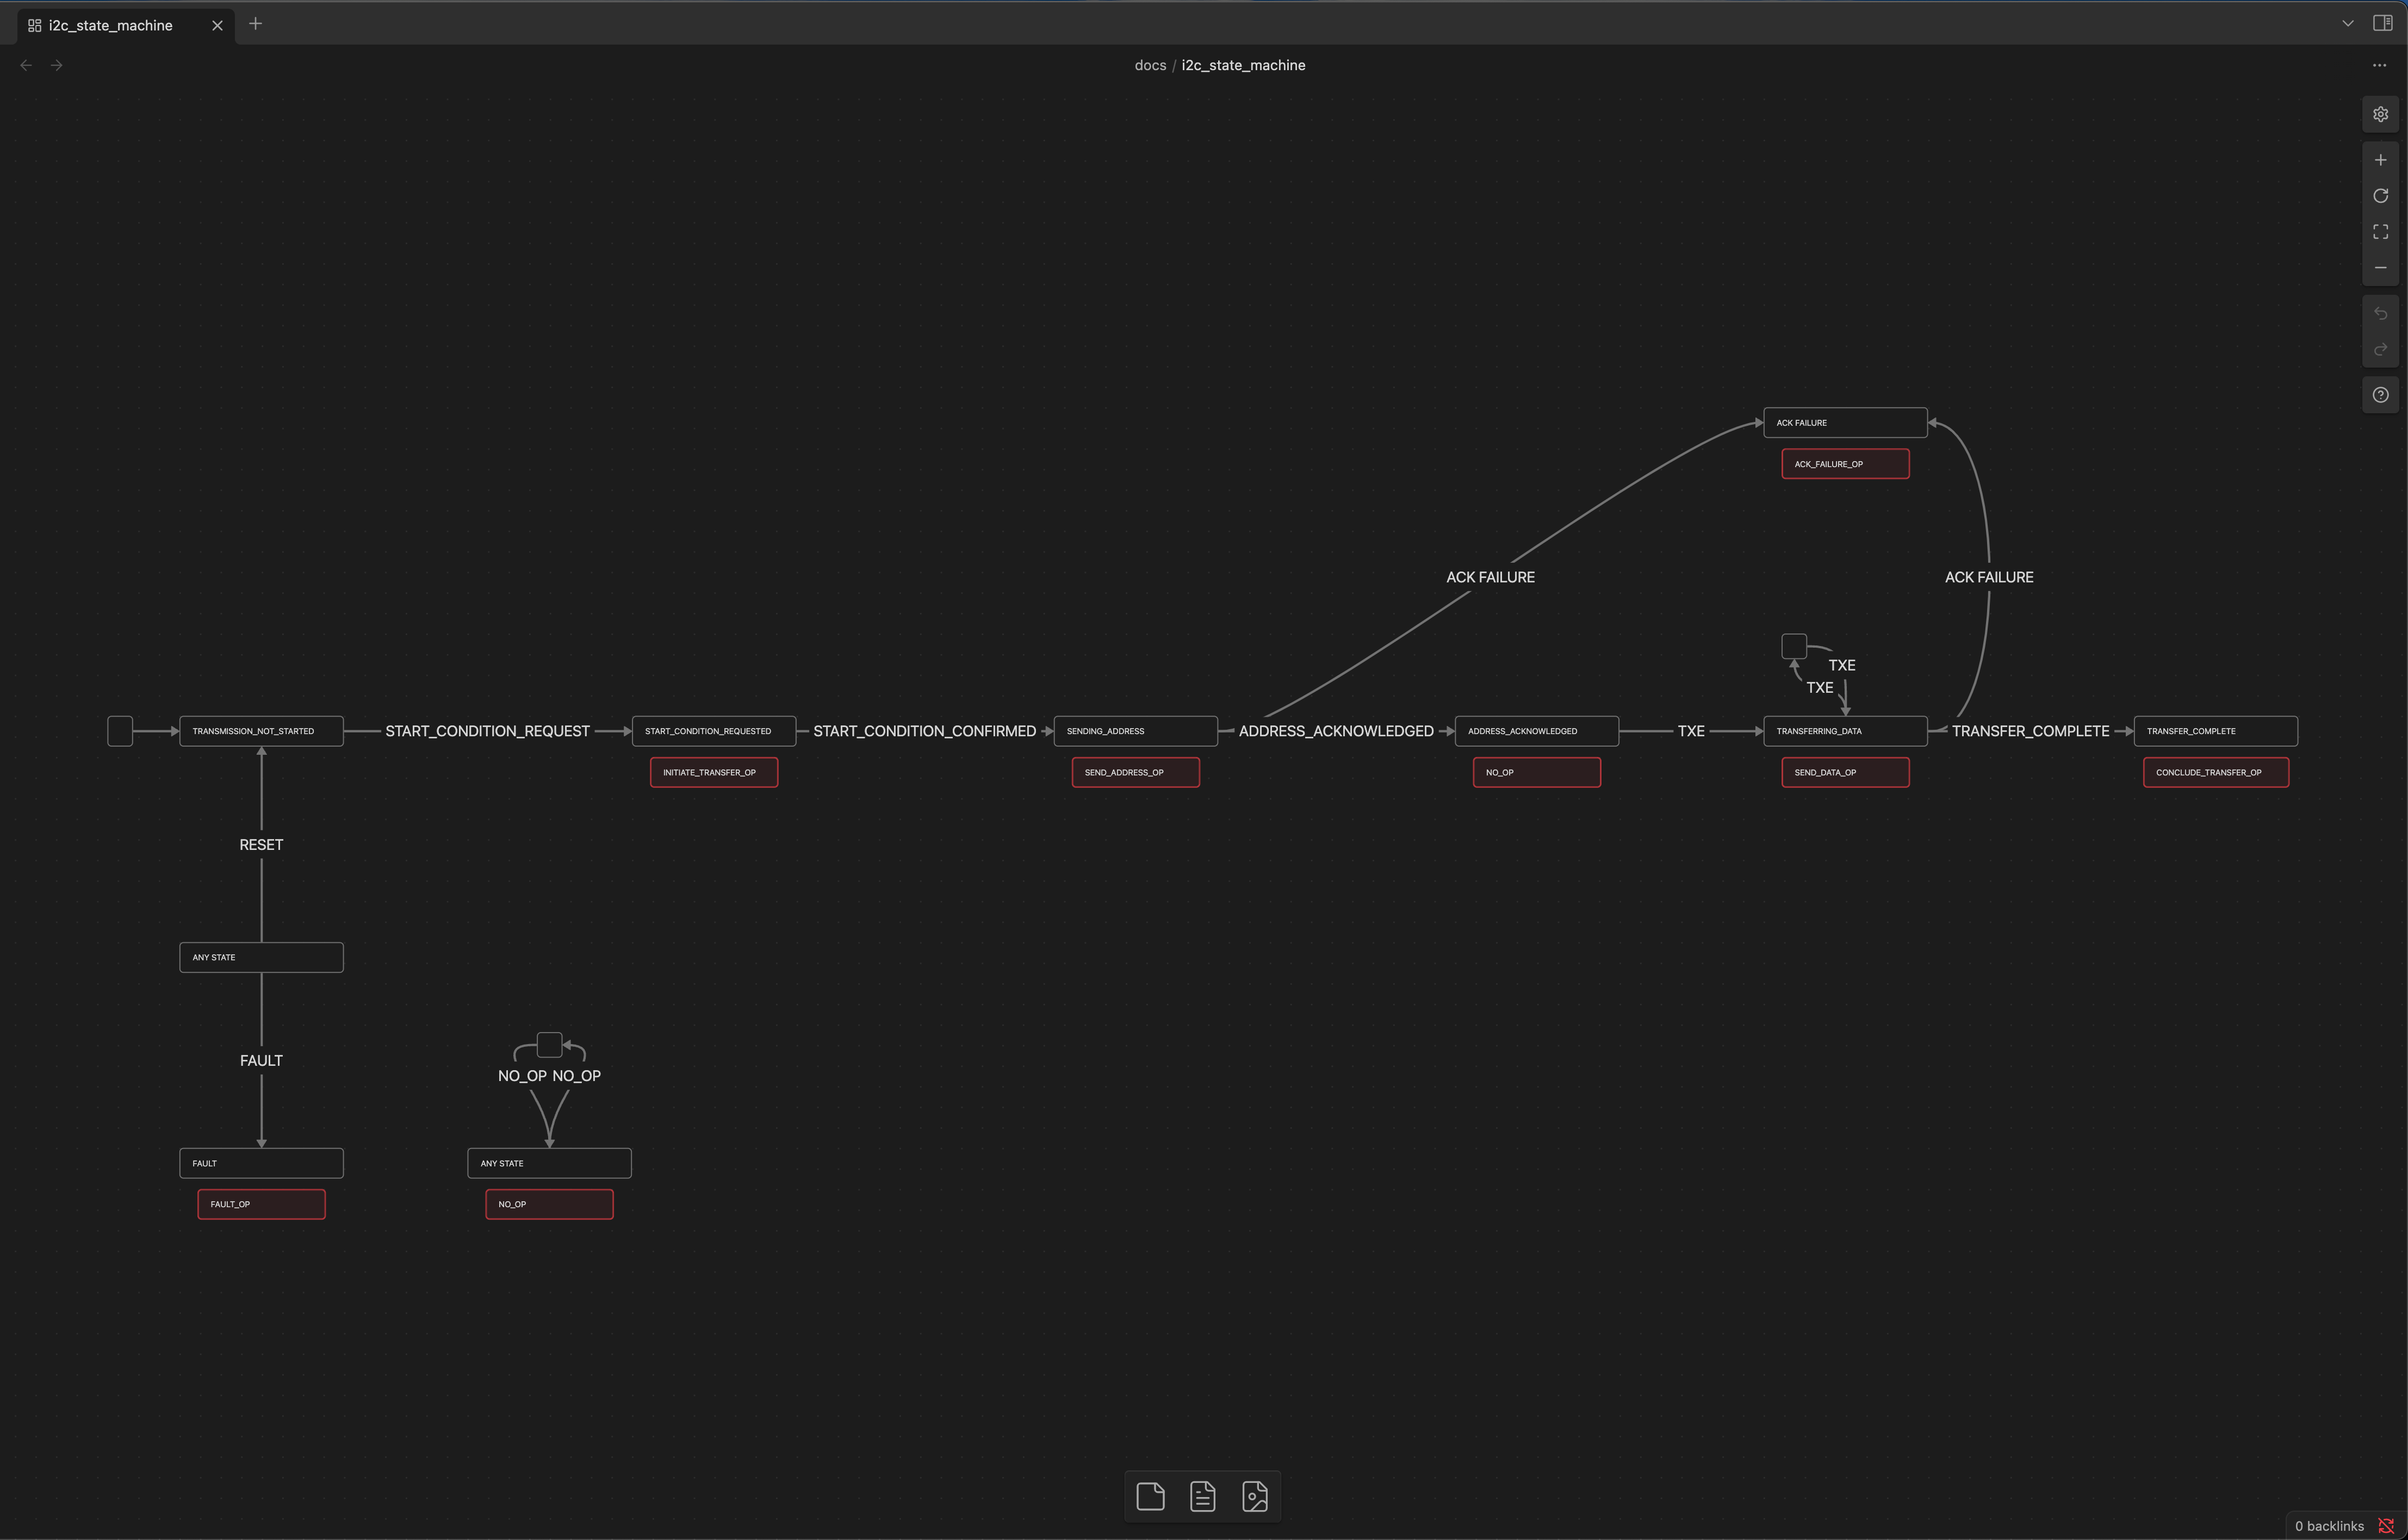 i2c_state_machine
docs / i2c_state_machine
ACK FAILURE
ACK_FAILURE_OP
ACK FAILURE
ACK FAILURE
TXE
TXE
TRANSMISSION_NOT_STARTED
START_CONDITION_REQUEST
START_CONDITION_REQUESTED
START_CONDITION_CONFIRMED
SENDING_ADDRESS
ADDRESS_ACKNOWLEDGED
ADDRESS_ACKNOWLEDGED
TXE
TRANSFERRING_DATA
TRANSFER_COMPLETE
TRANSFER_COMPLETE
INITIATE_TRANSFER_OP
SEND_ADDRESS_OP
NO_OP
SEND_DATA_OP
CONCLUDE_TRANSFER_OP
RESET
ANY STATE
FAULT
NO_OP
NO_OP
FAULT
ANY STATE
FAULT_OP
NO_OP
0 backlinks